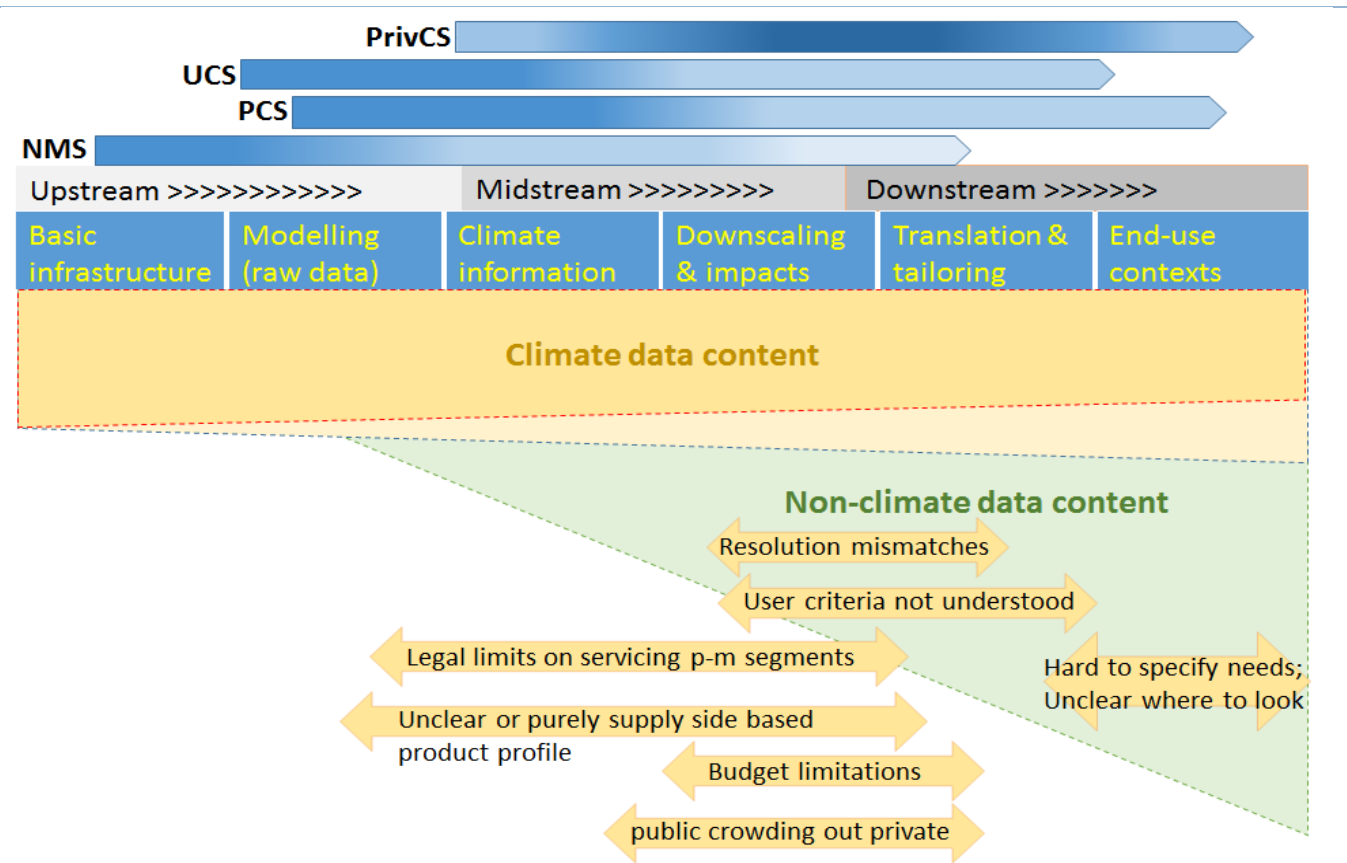 PrivCS
UCS
PCS
NMS
Upstream >>>>>>>>>>>> Midstream >>>>>>>>> Downstream >>>>>>>
Basic
infrastructure
Modelling
(raw data)
Climate
information
Downscaling
& impacts
Translation &
tailoring
End-use
contexts
Climate data content
Non-climate data content
Resolution mismatches
User criteria not understood
Legal limits on servicing p-m segments
Hard to specify needs;
Unclear where to look
Unclear or purely supply side based
product profile
Budget limitations
public crowding out private